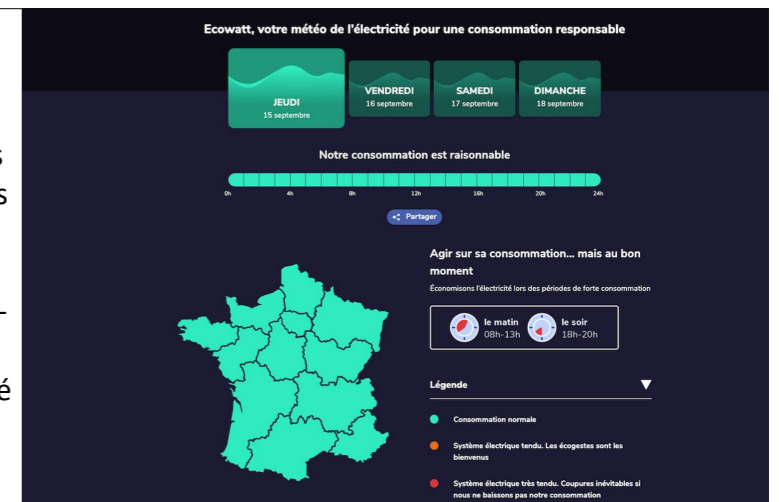 Ecowatt, votre météo de l'électricité pour une consommation responsable
JEUDI
15 septembre
VENDREDI
16 septembre
SAMEDI
17 septembre
DIMANCHE
18 septembre
Notre consommation est raisonnable
0h 4h 8h 12h 16h 20h 24h
Partager
Agir sur sa consommation... mais au bon
moment
Économisons l'électricité lors des périodes de forte consommation
le matin
08h-13h
le soir
18h-20h
Légende
Consommation normale
Système électrique tendu. Les écogestes sont les
bienvenus
Système électrique très tendu. Coupures inévitables si
nous ne baissons pas notre consommation
s
s
-
é